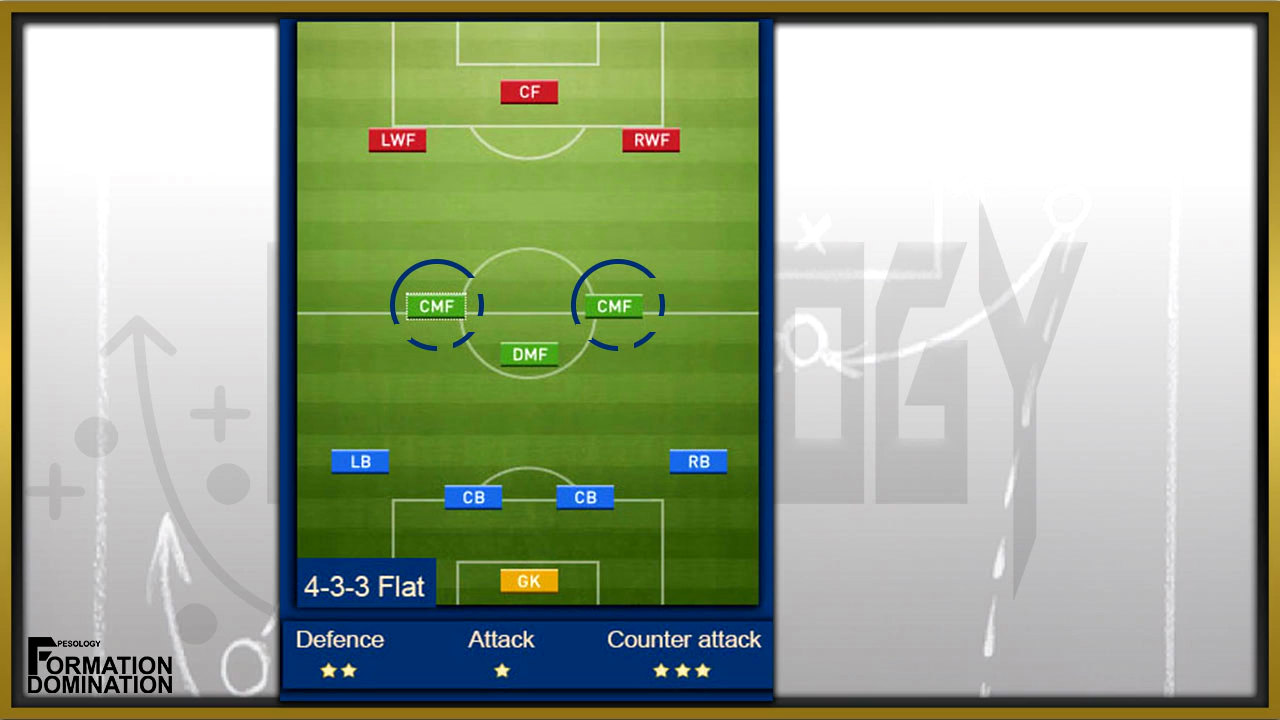 CF
LWF RWF
CMF CMF
DMF
LB RB
CB CB
GK
4-3-3 Flat
Defence Attack Counter attack
PESOLOGY
FORMATION
DOMINATION